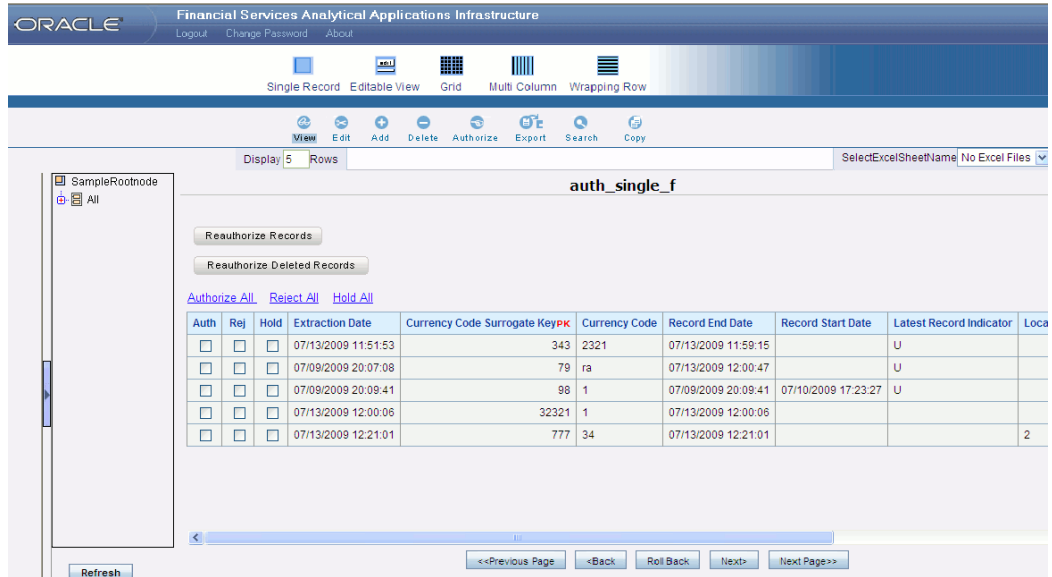 ORACLE
Financial Services Analytical Applications Infrastructure
Logout Change Password About
Single Record Editable View Grid Multi Column Wrapping Row
View Edit Add Delete Authorize Export Search Copy
Display 5 Rows SelectExcelSheetName No Excel Files
SampleRootnode
All
auth_single_f
Reauthorize Records
Reauthorize Deleted Records
Authorize All Reject All Hold All
Auth Rej Hold Extraction Date Currency Code Surrogate KeyPK Currency Code Record End Date Record Start Date Latest Record Indicator Loca
07/13/2009 11:51:53 343 2321 07/13/2009 11:59:15 U
07/09/2009 20:07:08 79 ra 07/13/2009 12:00:47 U
07/09/2009 20:09:41 98 1 07/09/2009 20:09:41 07/10/2009 17:23:27 U
07/13/2009 12:00:06 32321 1 07/13/2009 12:00:06
07/13/2009 12:21:01 777 34 07/13/2009 12:21:01 2
<<Previous Page <Back Roll Back Next> Next Page>>
Refresh